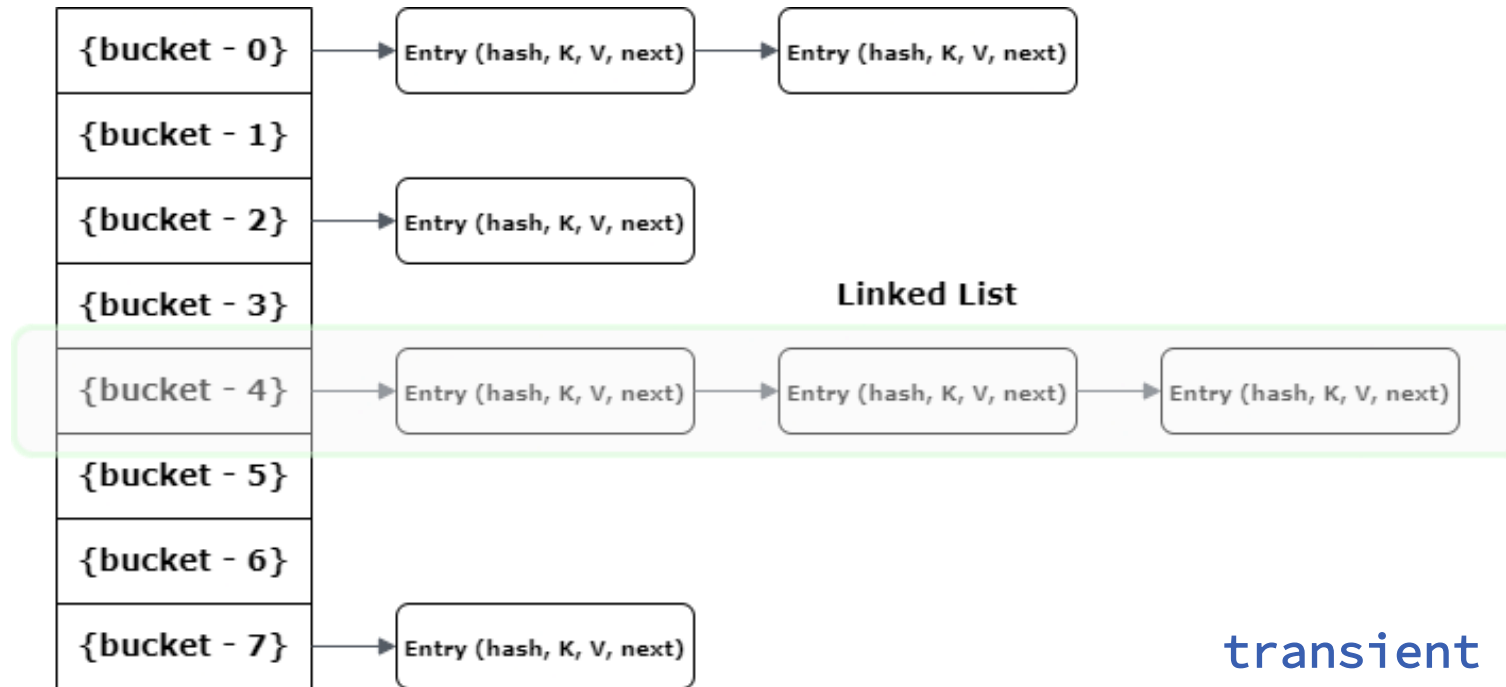 {bucket - 0} Entry (hash, K, V, next) Entry (hash, K, V, next)
{bucket - 1}
{bucket - 2} Entry (hash, K, V, next)
Linked List
{bucket - 3}
{bucket - 4} Entry (hash, K, V, next) Entry (hash, K, V, next) Entry (hash, K, V, next)
{bucket - 5}
{bucket - 6}
{bucket - 7} Entry (hash, K, V, next)
transient